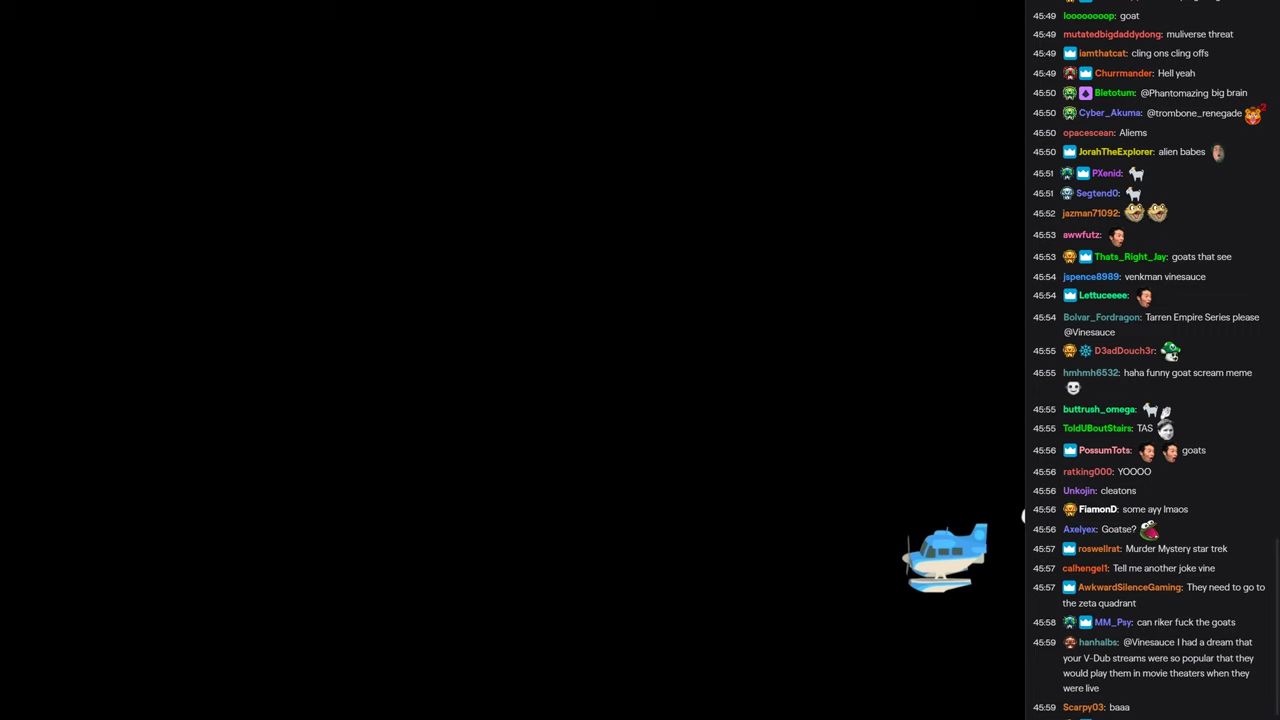 45:49 looooooop: goat
45:49 mutatedbigdaddydong: muliverse threat
45:49 iamthatcat: cling ons cling offs
45:49 Churrmander: Hell yeah
45:50 Bletotum: @Phantomazing big brain
45:50 Cyber_Akuma: @trombone_renegade 2
45:50 opacescean: Aliems
45:50 JorahTheExplorer: alien babes
45:51 PXenid:
45:51 Segtend0:
45:52 jazman71092:
45:53 awwfutz:
45:53 Thats_Right_Jay: goats that see
45:54 jspence8989: venkman vinesauce
45:54 Lettuceeee:
45:54 Bolvar_Fordragon: Tarren Empire Series please
@Vinesauce
45:55 D3adDouch3r:
45:55 hmhmh6532: haha funny goat scream meme
45:55 buttrush_omega:
45:55 ToldUBoutStairs: TAS
45:56 PossumTots: goats
45:56 ratking000: YOOOO
45:56 Unkojin: cleatons
45:56 FiamonD: some ayy lmaos
45:56 Axelyex: Goatse?
45:57 roswellrat: Murder Mystery star trek
45:57 calhengel1: Tell me another joke vine
45:57 AwkwardSilenceGaming: They need to go to
the zeta quadrant
45:58 MM_Psy: can riker fuck the goats
45:59 hanhalbs: @Vinesauce I had a dream that
your V-Dub streams were so popular that they
would play them in movie theaters when they
were live
45:59 Scarpy03: baaa